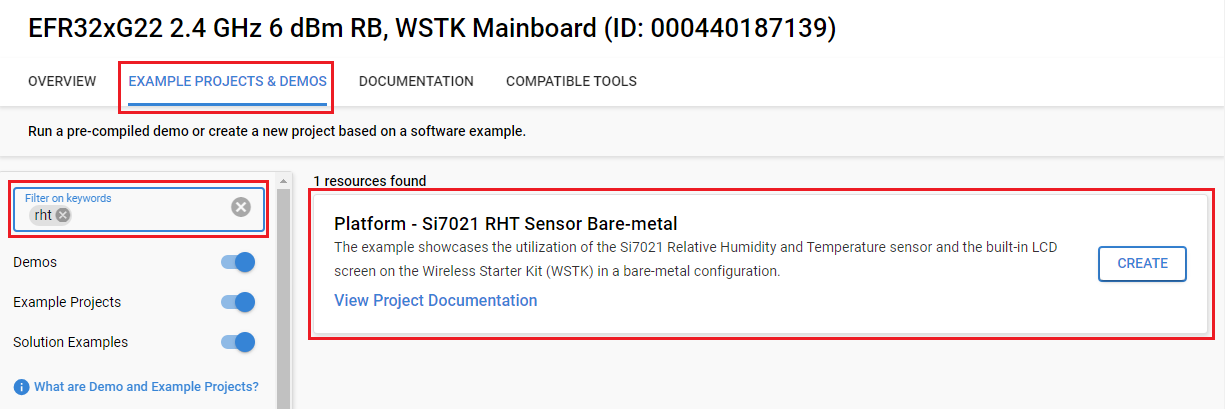 EFR32xG22 2.4 GHz 6 dBm RB, WSTK Mainboard (ID: 000440187139)
OVERVIEW
EXAMPLE PROJECTS & DEMOS
DOCUMENTATION
COMPATIBLE TOOLS
Run a pre-compiled demo or create a new project based on a software example.
Filter on keywords
rht
Demos
Example Projects
Solution Examples
What are Demo and Example Projects?
1 resources found
Platform - Si7021 RHT Sensor Bare-metal
The example showcases the utilization of the Si7021 Relative Humidity and Temperature sensor and the built-in LCD
screen on the Wireless Starter Kit (WSTK) in a bare-metal configuration.
View Project Documentation
CREATE